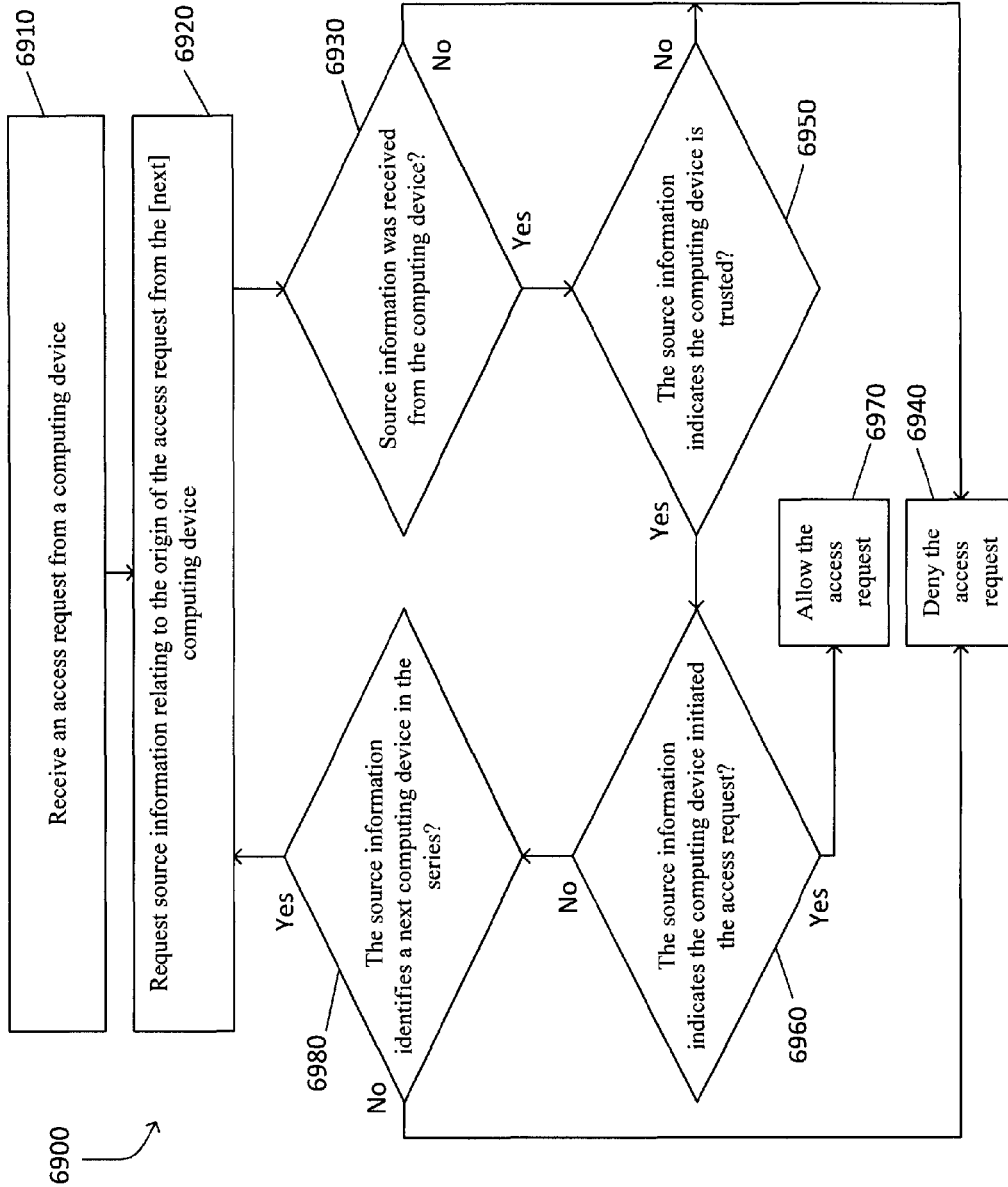 6900
6910
Receive an access request from a computing device
6920
Request source information relating to the origin of the access request from the [next]
computing device
6980
The source information
identifies a next computing device in the
series?
Yes
No
6930
Source information was received
from the computing device?
No
Yes
6960
The source information
indicates the computing device initiated
the access request?
No
Yes
6950
The source information
indicates the computing device is
trusted?
Yes
No
6970
Allow the
access
request
6940
Deny the
access
request